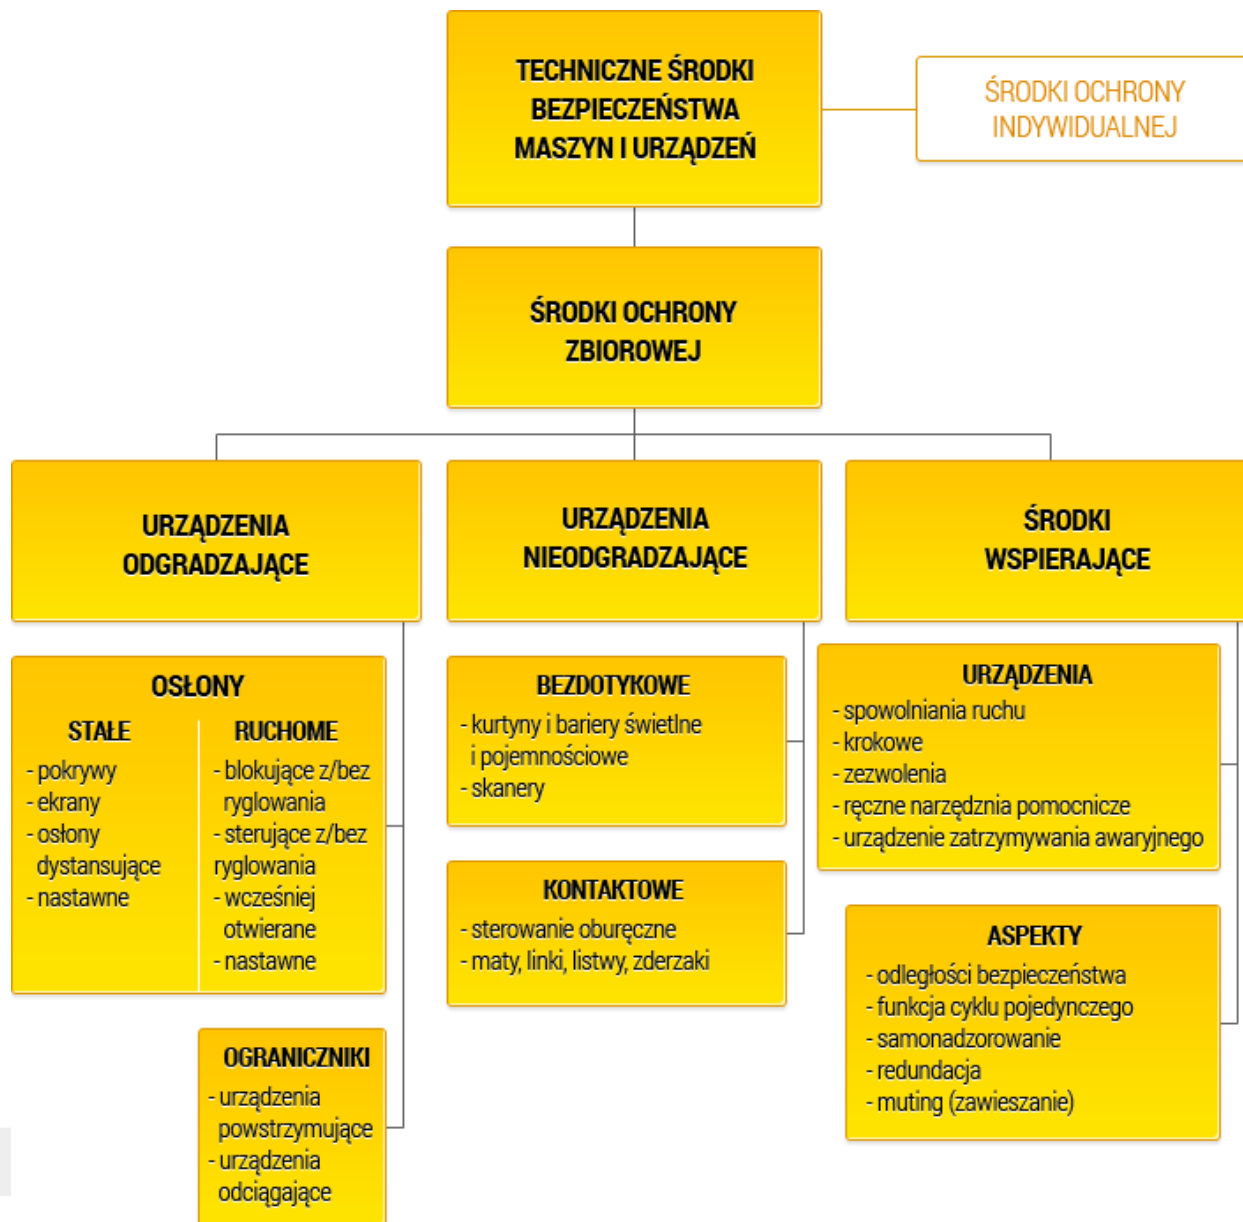 TECHNICZNE ŚRODKI
BEZPIECZEŃSTWA
MASZYN I URZĄDZEŃ
ŚRODKI OCHRONY
INDYWIDUALNEJ
ŚRODKI OCHRONY
ZBIOROWEJ
URZĄDZENIA
ODGRADZAJĄCE
URZĄDZENIA
NIEODGRADZAJĄCE
ŚRODKI
WSPIERAJĄCE
OSŁONY
STAŁE
- pokrywy
- ekrany
- osłony
dystansujące
- nastawne
RUCHOME
- blokujące z/bez
ryglowania
- sterujące z/bez
ryglowania
- wcześniej
otwierane
- nastawne
OGRANICZNIKI
- urządzenia
powstrzymujące
- urządzenia
odciągające
BEZDOTYKOWE
- kurtyny i bariery świetlne
i pojemnościowe
- skanery
KONTAKTOWE
- sterowanie oburęczne
- maty, linki, listwy, zderzaki
URZĄDZENIA
- spowolniania ruchu
- krokowe
- zezwolenia
- ręczne narzędznia pomocnicze
- urządzenie zatrzymywania awaryjnego
ASPEKTY
- odległości bezpieczeństwa
- funkcja cyklu pojedynczego
- samonadzorowanie
- redundacja
- muting (zawieszanie)